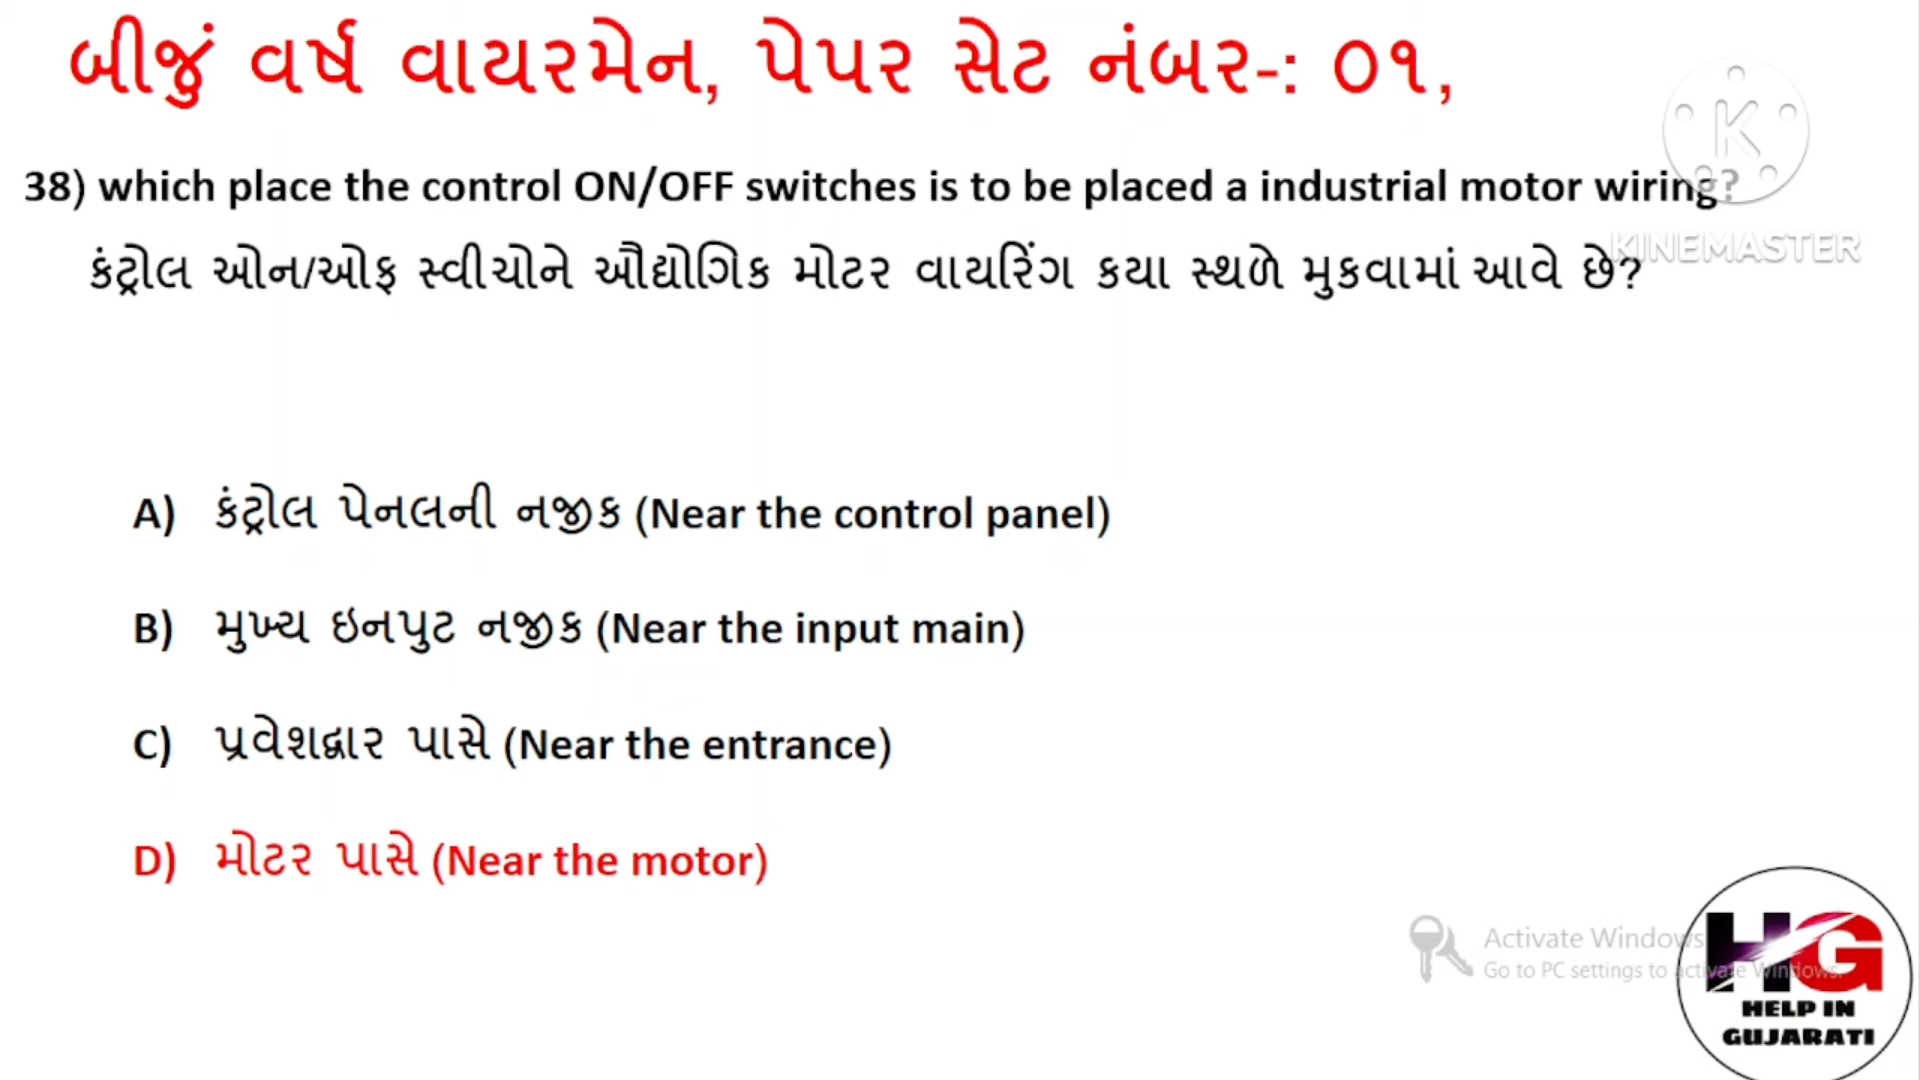 બીજું વર્ષ વાયરમેન, પેપર સેટ નંબર-: ૦૧,
K
38) which place the control ON/OFF switches is to be placed a industrial motor wiring?
KINEMASTER
કંટ્રોલ ઓન/ઓફ સ્વીચોને ઔદ્યોગિક મોટર વાયરિંગ કયા સ્થળે મુકવામાં આવે છે?
A) કંટ્રોલ પેનલની નજીક (Near the control panel)
B) મુખ્ય ઇનપુટ નજીક (Near the input main)
C) પ્રવેશદ્વાર પાસે (Near the entrance)
D) મોટર પાસે (Near the motor)
Activate Windows
Go to PC settings to activate Windows.
HG
HELP IN
GUJARATI